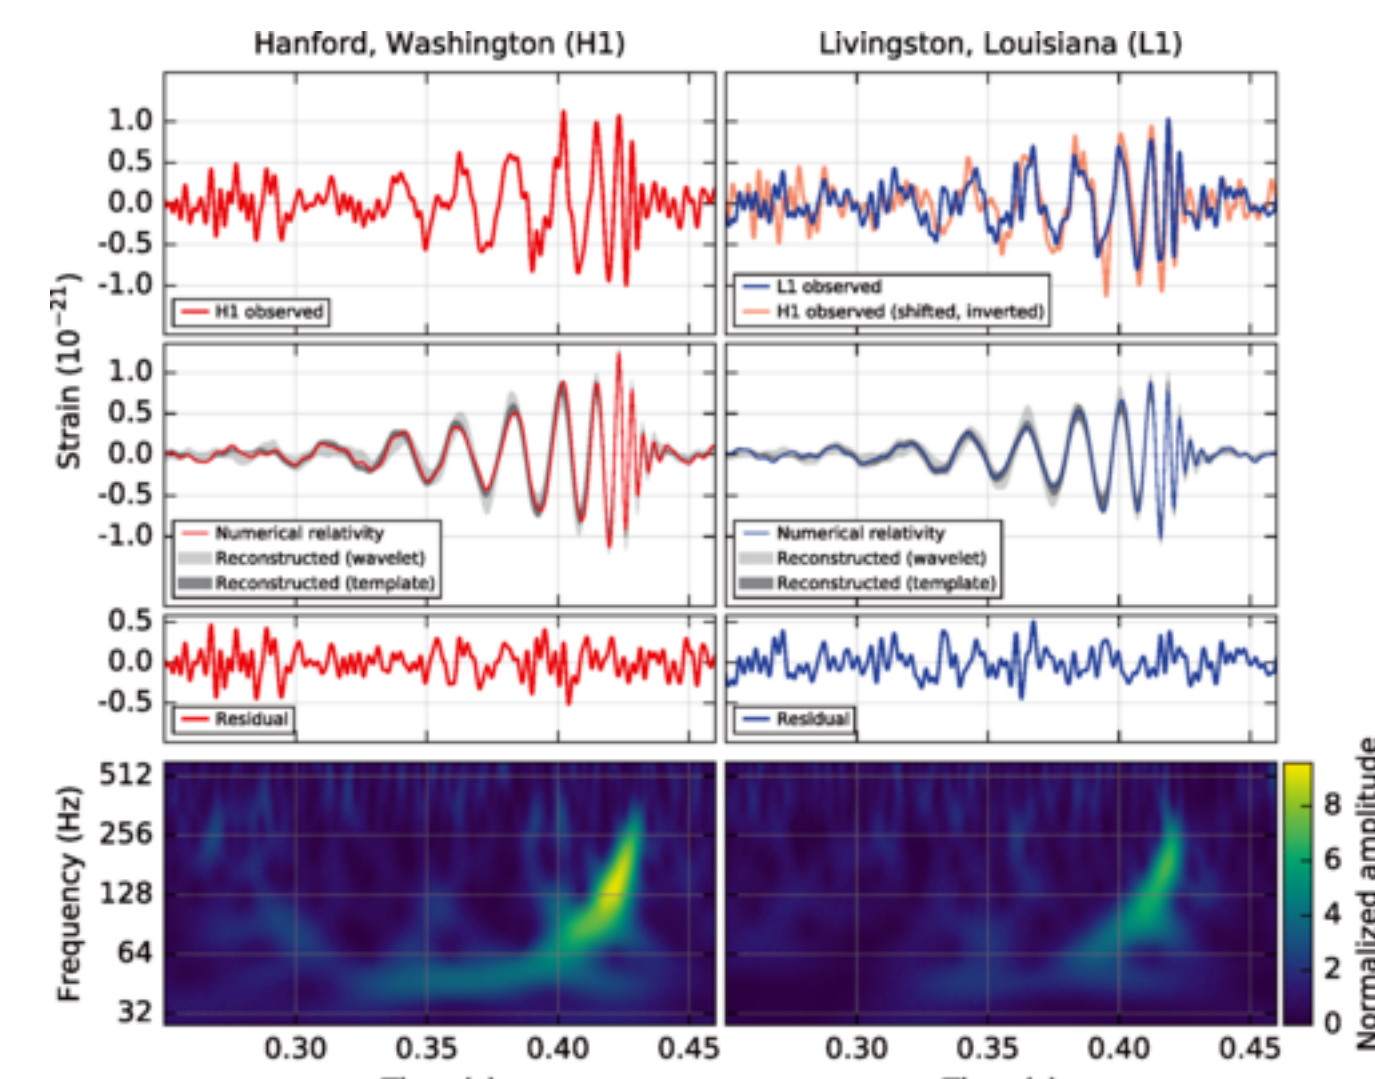 Hanford, Washington (H1)
Livingston, Louisiana (L1)
Strain (10⁻²¹)
1.0
0.5
0.0
-0.5
-1.0
H1 observed
L1 observed
H1 observed (shifted, inverted)
1.0
0.5
0.0
-0.5
-1.0
Numerical relativity
Reconstructed (wavelet)
Reconstructed (template)
Numerical relativity
Reconstructed (wavelet)
Reconstructed (template)
0.5
0.0
-0.5
Residual
Residual
Frequency (Hz)
512
256
128
64
32
0.30 0.35 0.40 0.45
0.30 0.35 0.40 0.45
8
6
4
2
0
Normalized amplitude